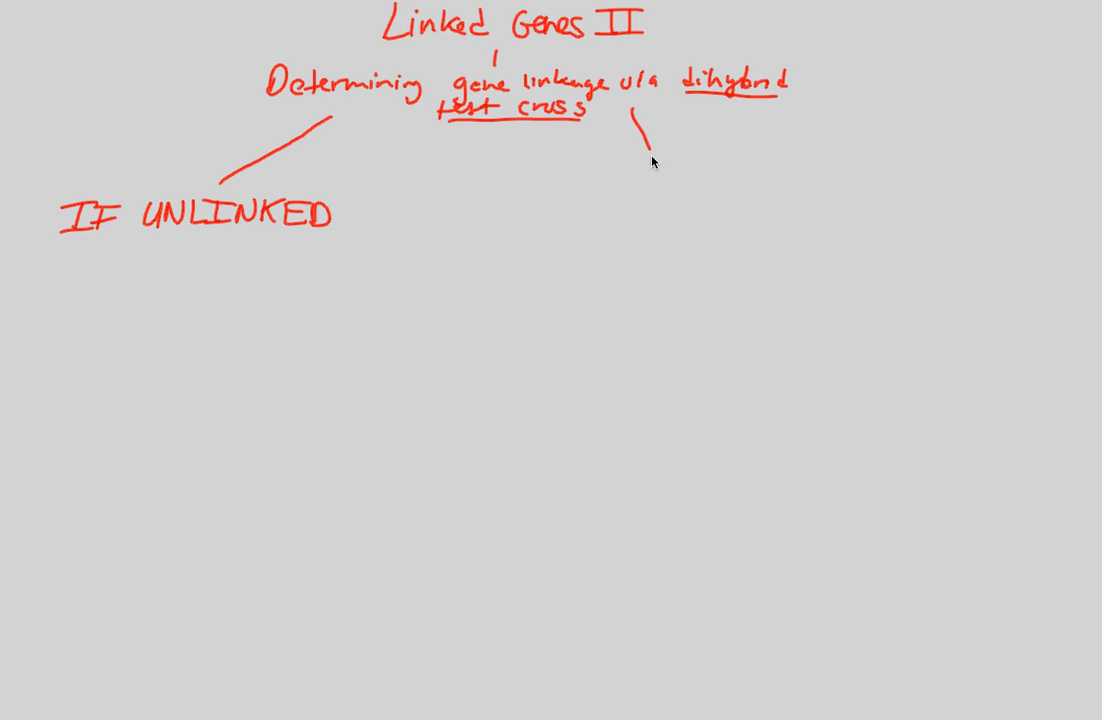 Linked Genes II
Determining gene linkage via dihybrid
test cross
IF UNLINKED